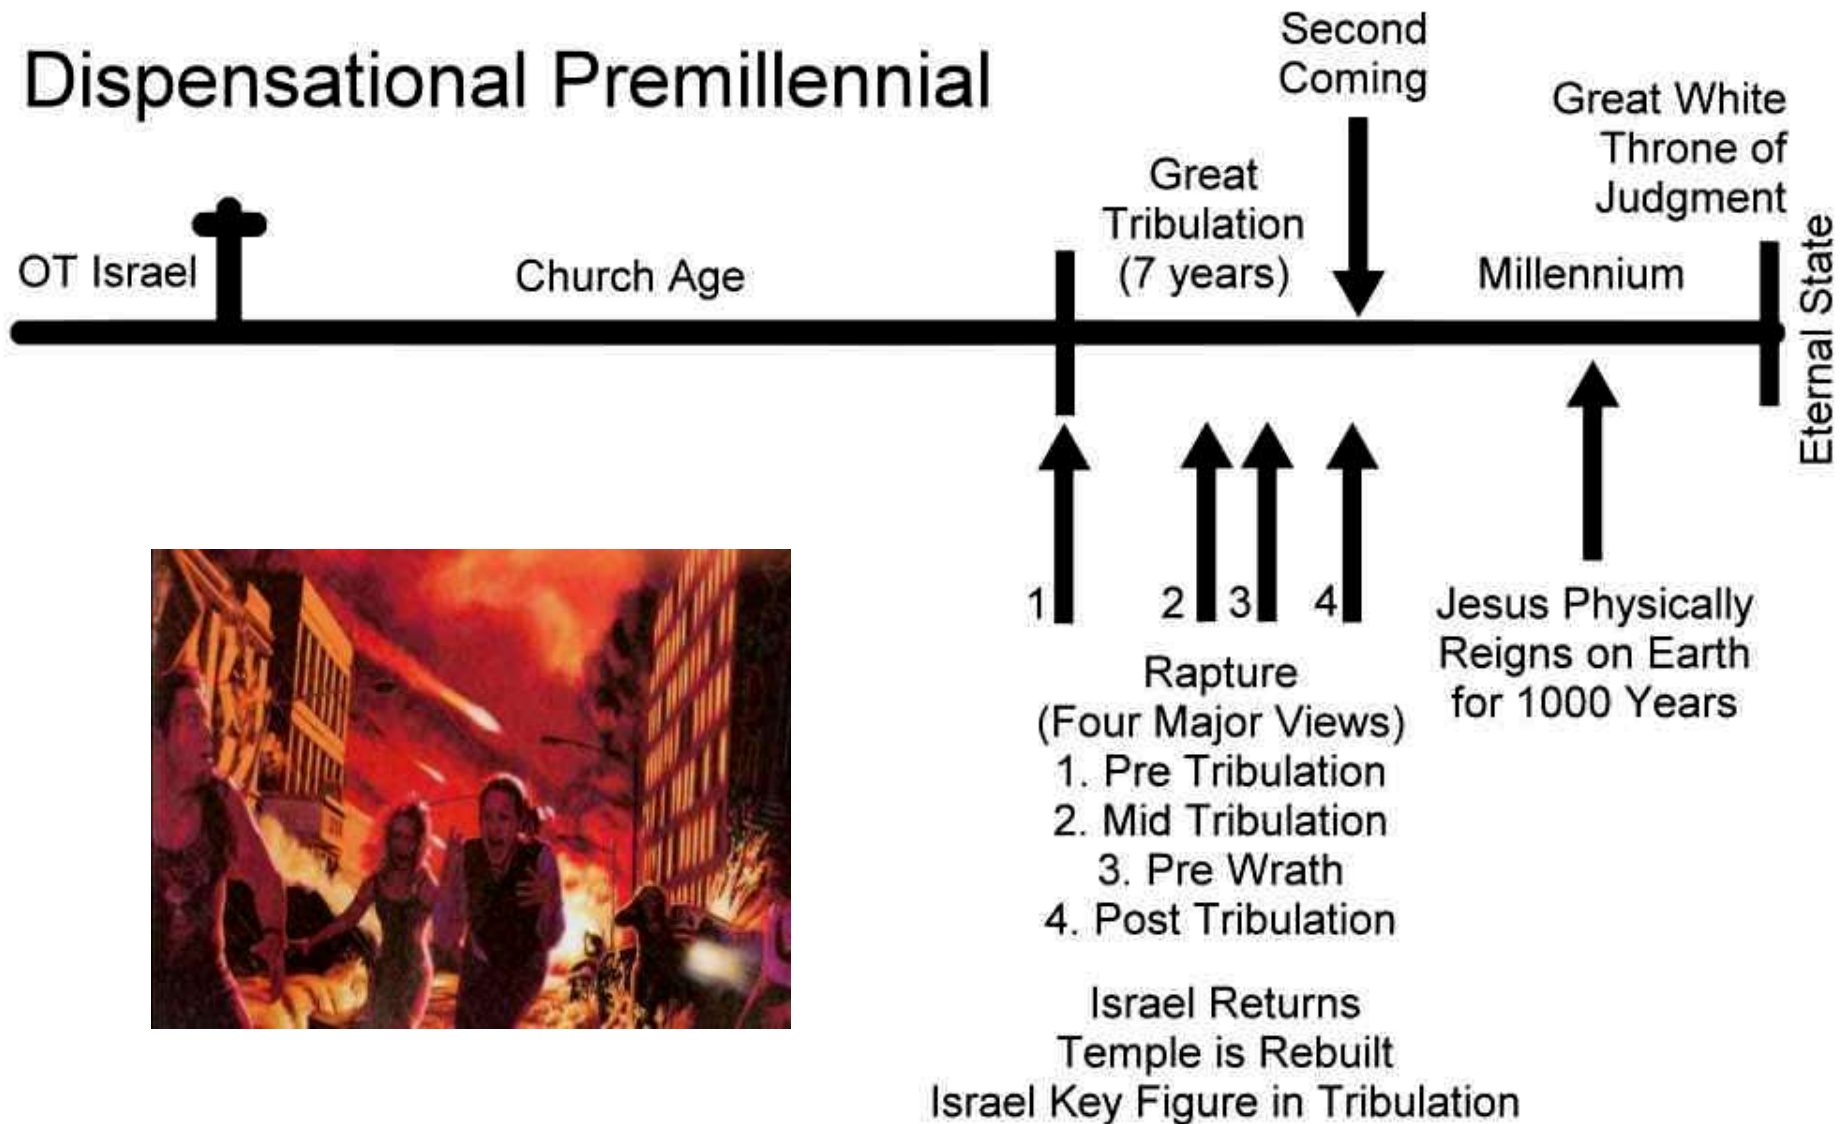 Dispensational Premillennial
Second
Coming
Great White
Throne of
Judgment
Great
Tribulation
(7 years)
OT Israel
Church Age
Millennium
Eternal State
1
2
3
4
Rapture
(Four Major Views)
1. Pre Tribulation
2. Mid Tribulation
3. Pre Wrath
4. Post Tribulation
Jesus Physically
Reigns on Earth
for 1000 Years
Israel Returns
Temple is Rebuilt
Israel Key Figure in Tribulation